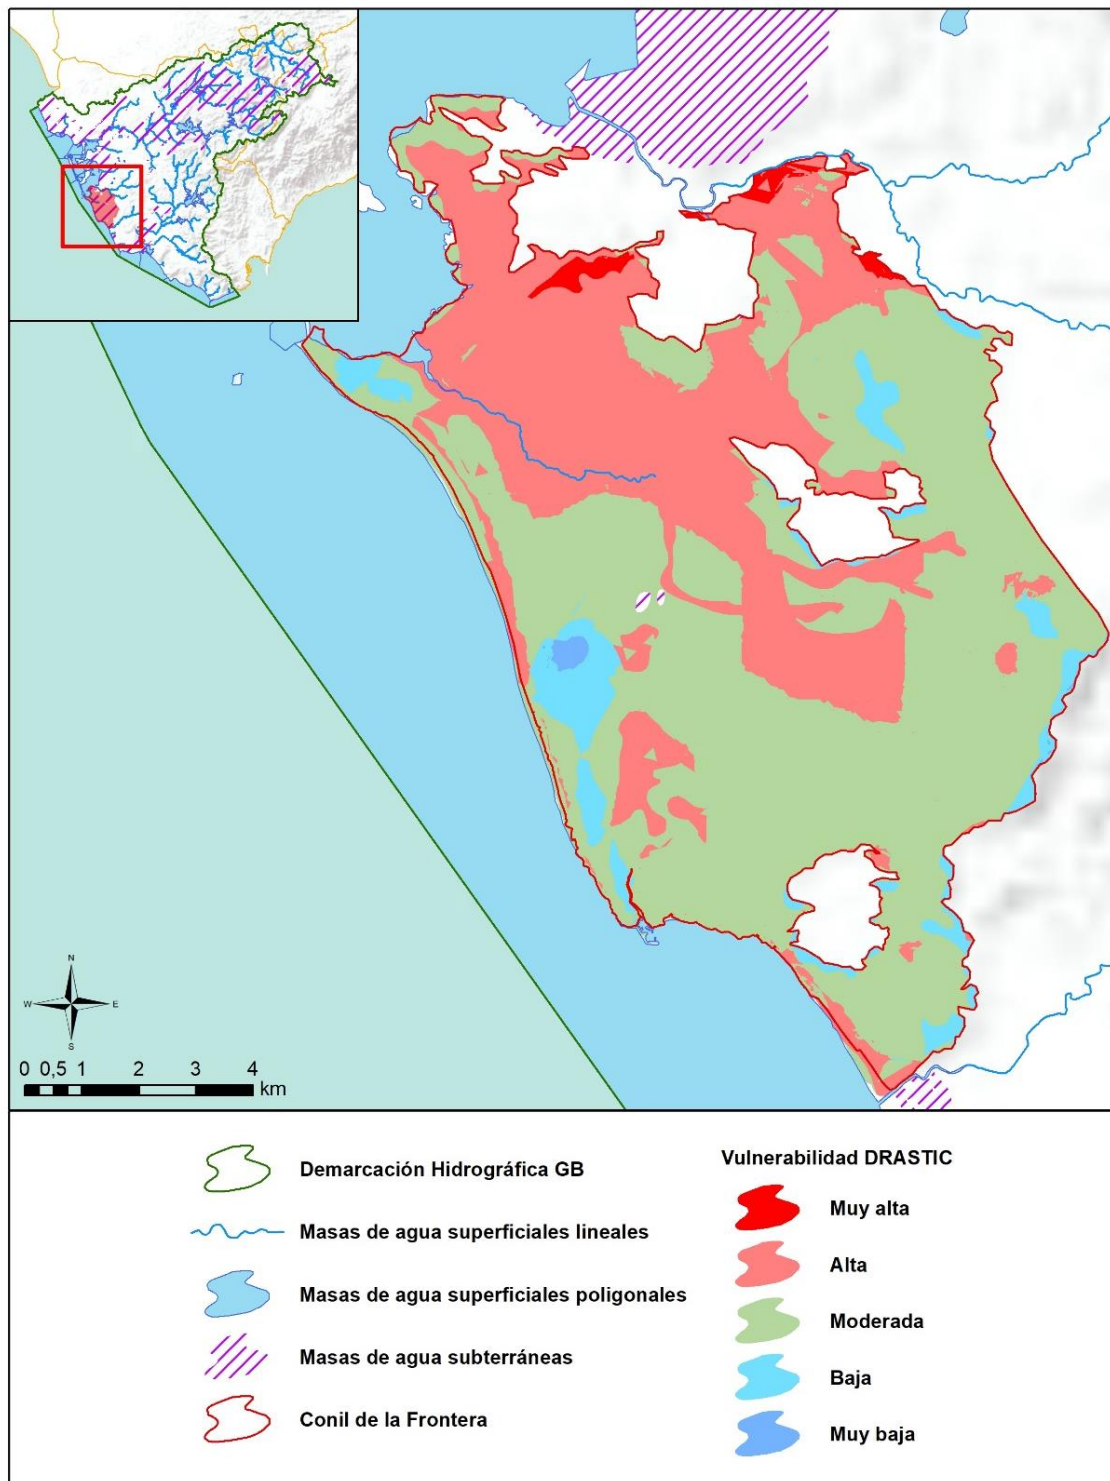 N
W
E
S
0 0,5 1 2 3 4
km
Demarcación Hidrográfica GB
Masas de agua superficiales lineales
Masas de agua superficiales poligonales
Masas de agua subterráneas
Conil de la Frontera
Vulnerabilidad DRASTIC
Muy alta
Alta
Moderada
Baja
Muy baja